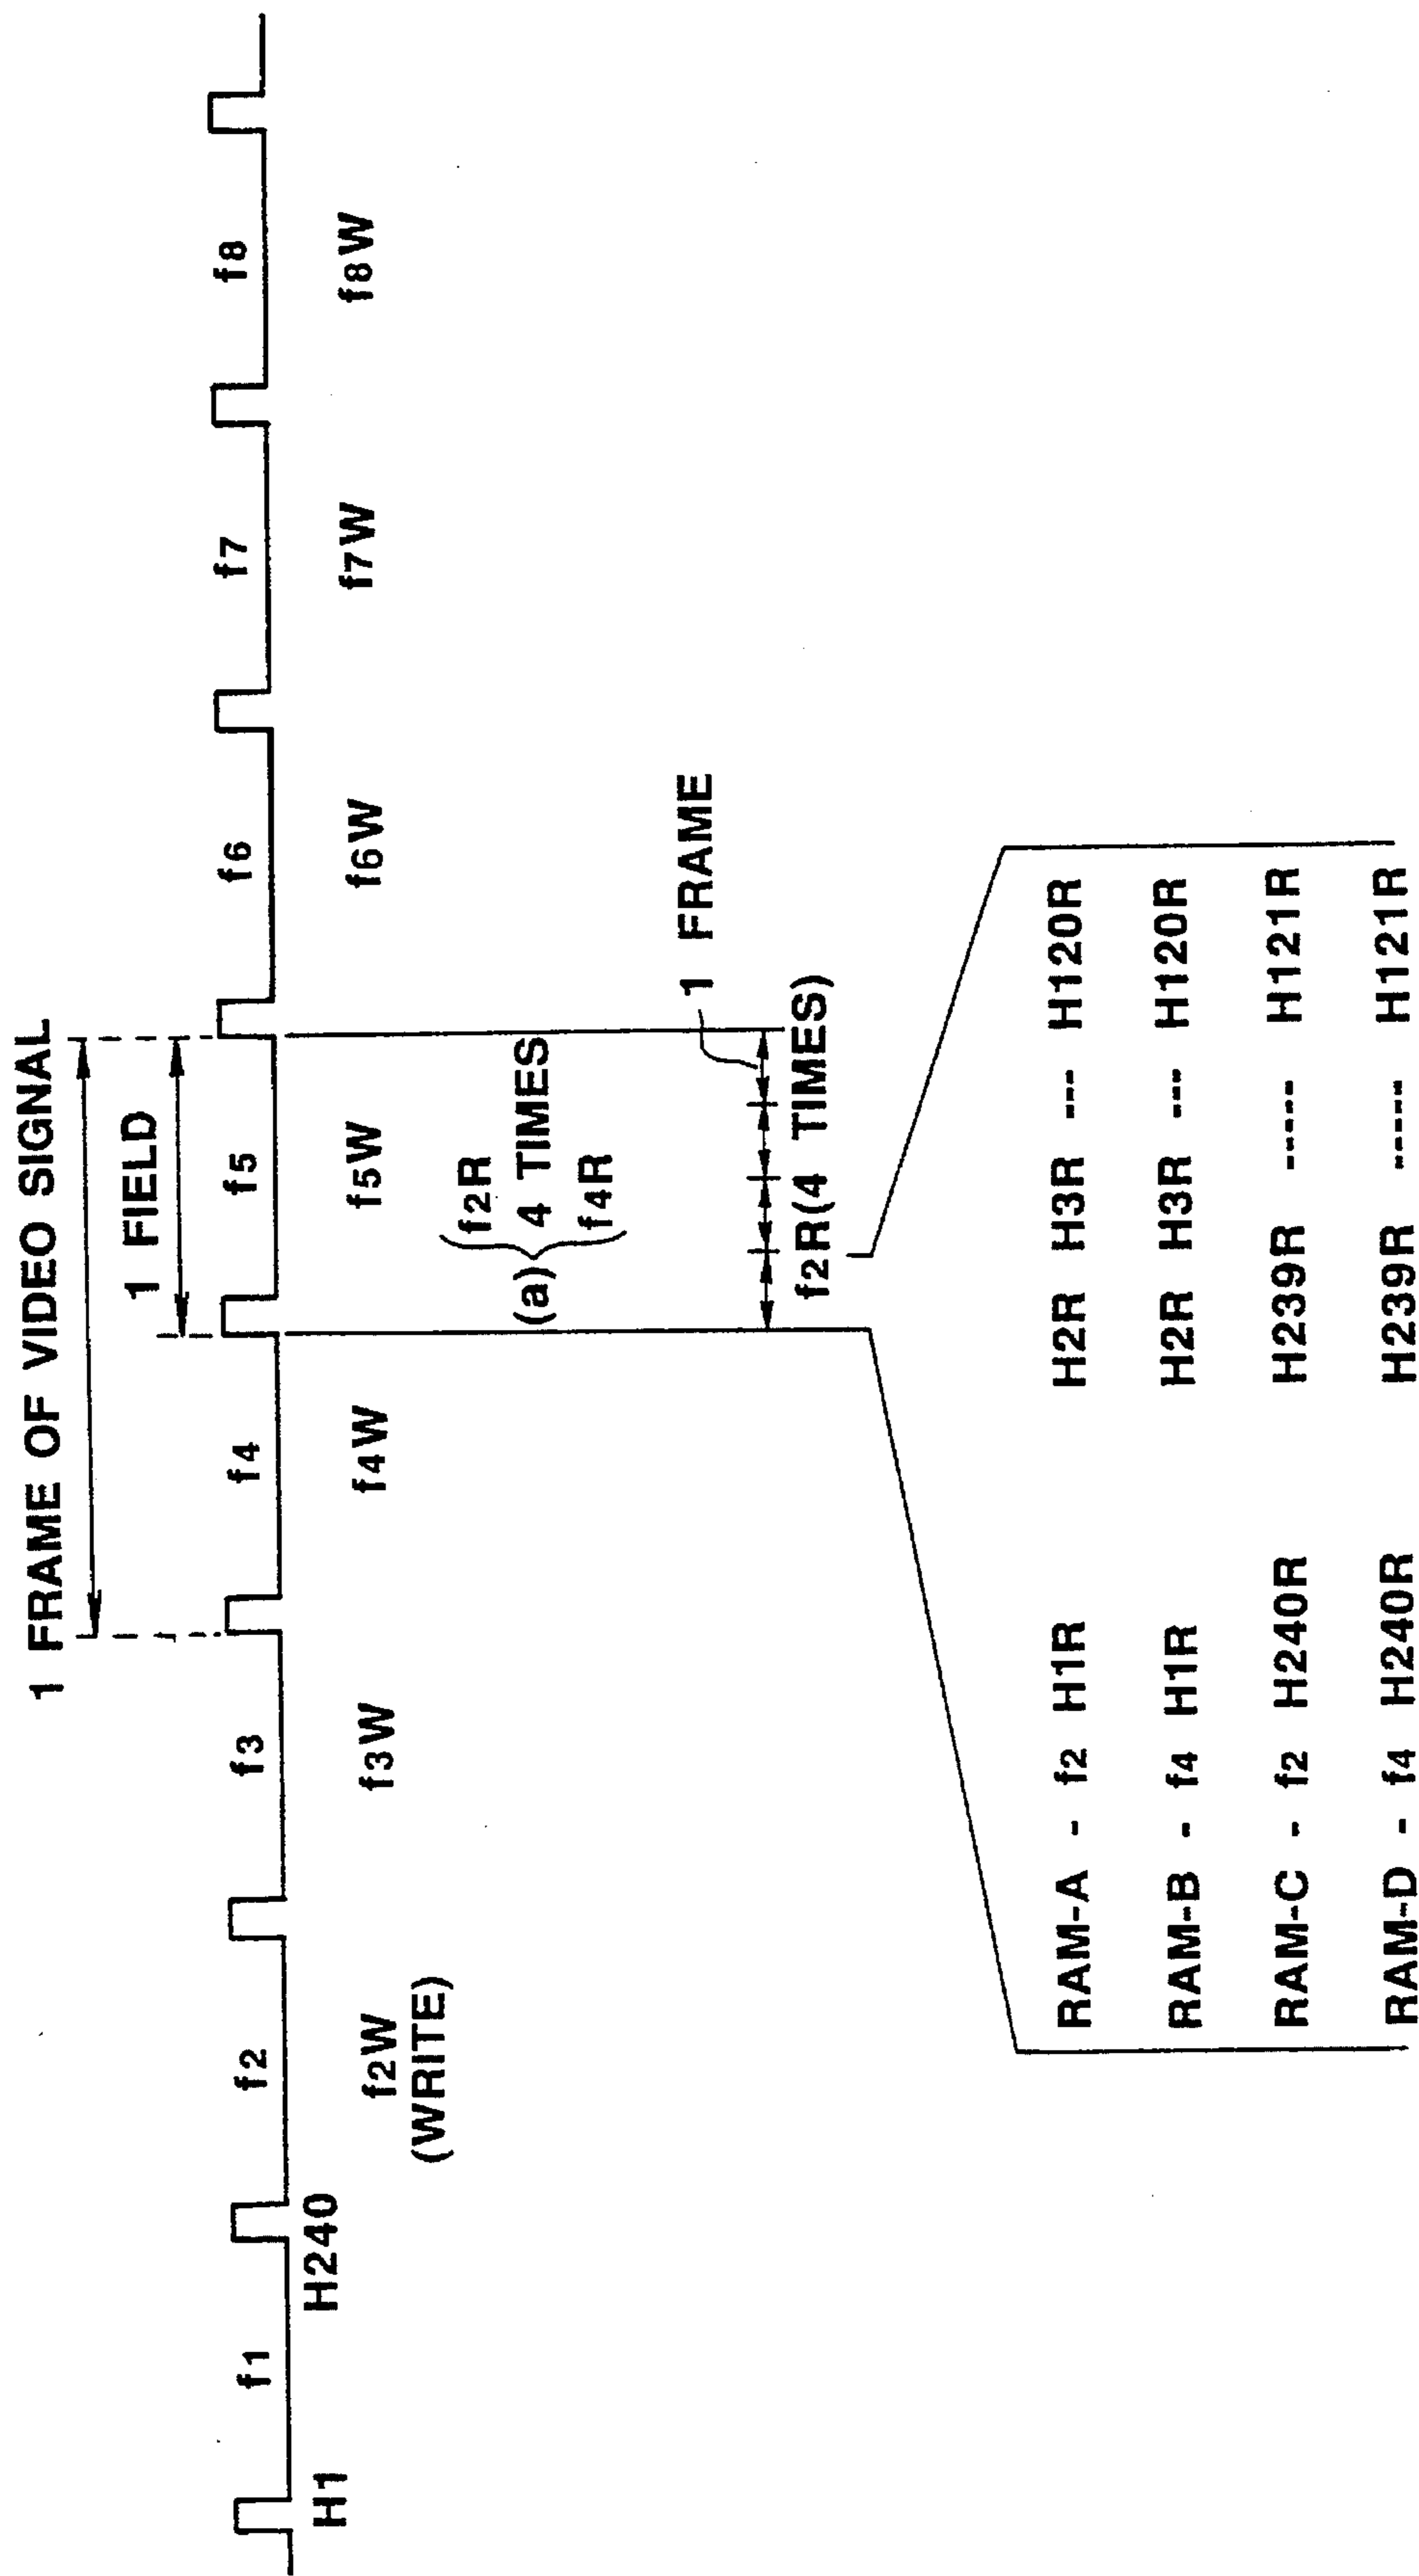 1 FRAME OF VIDEO SIGNAL
1 FIELD
f1 f2 f3 f4 f5 f6 f7 f8
H1 H240
f2W f3W f4W f5W f6W f7W f8W
(WRITE)
f2R
(a) 4 TIMES
f4R
1 FRAME
f2R(4 TIMES)
RAM-A - f2 H1R H2R H3R --- H120R
RAM-B - f4 H1R H2R H3R --- H120R
RAM-C - f2 H240R H239R ----- H121R
RAM-D - f4 H240R H239R ----- H121R